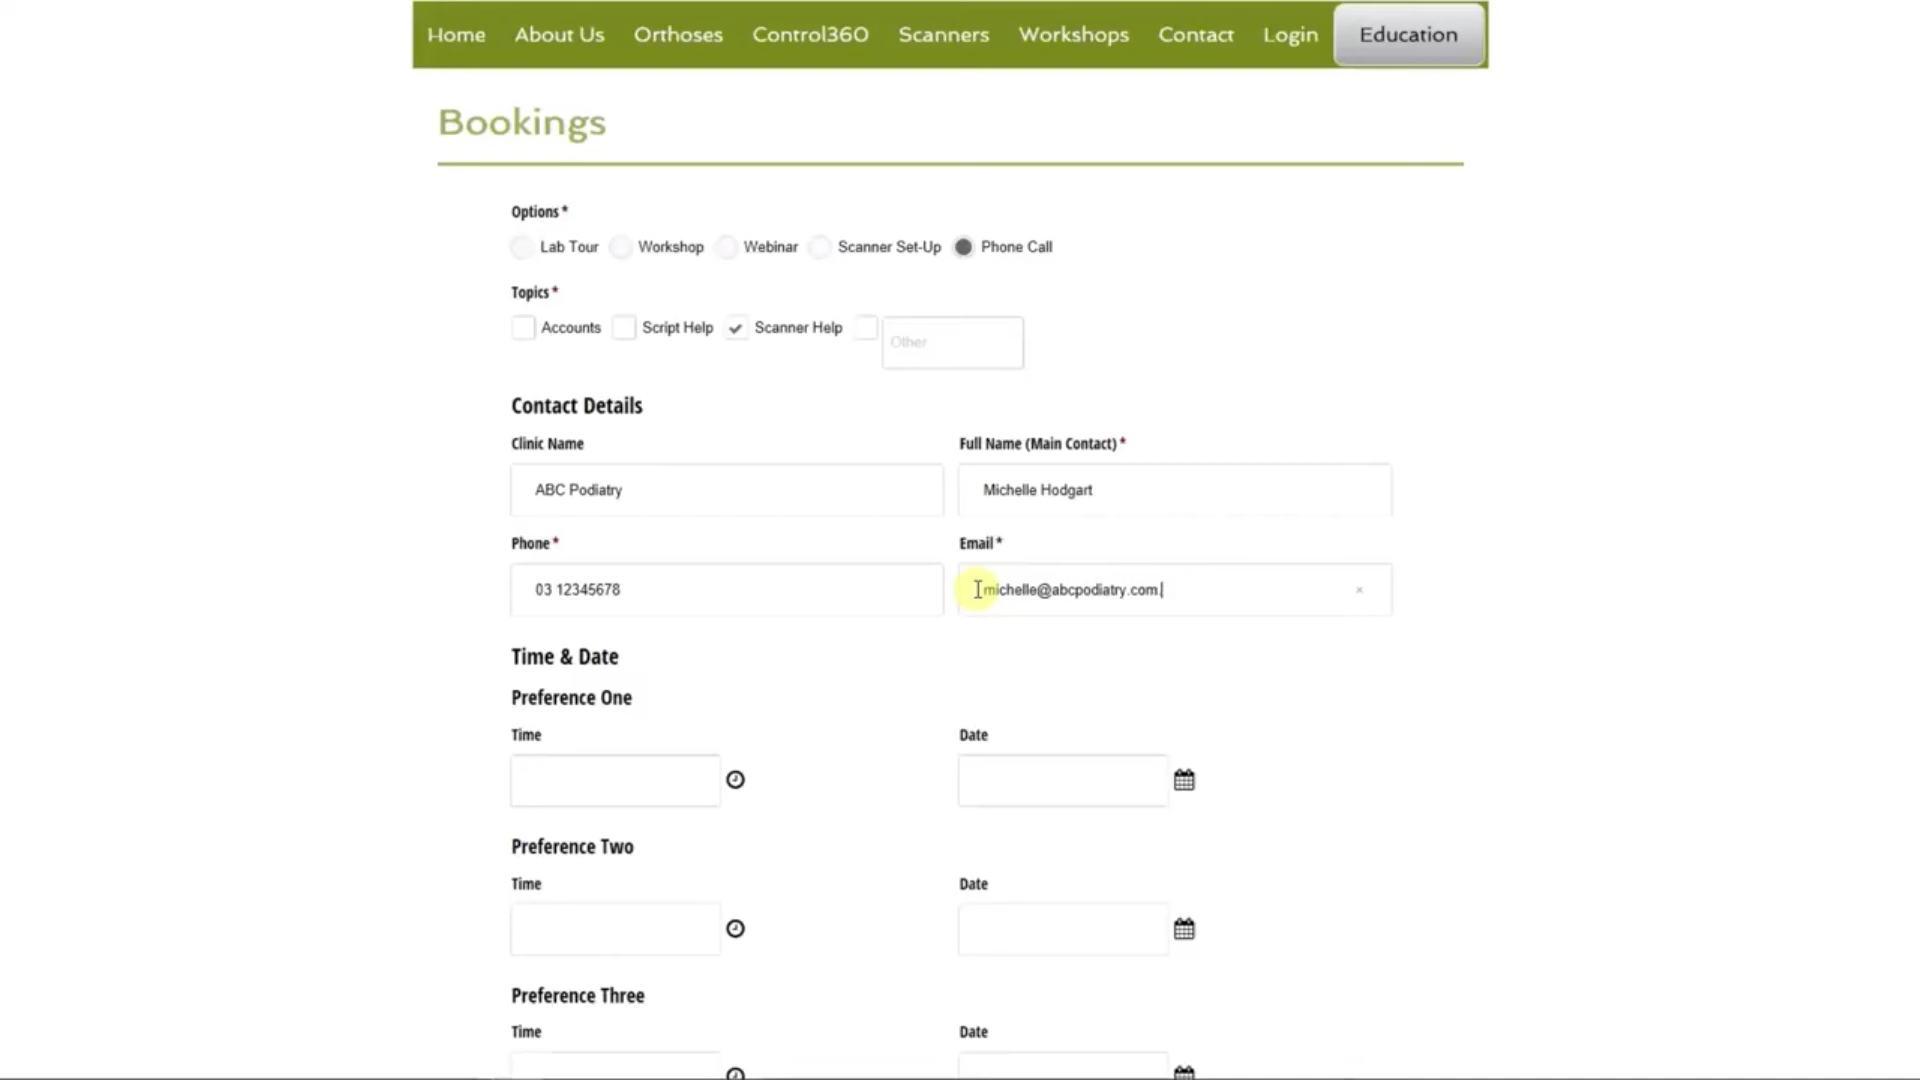 Home About Us Orthoses Control360 Scanners Workshops Contact Login Education
Bookings
Options *
Lab Tour Workshop Webinar Scanner Set-Up Phone Call
Topics *
Accounts Script Help Scanner Help Other
Contact Details
Clinic Name Full Name (Main Contact) *
ABC Podiatry Michelle Hodgart
Phone * Email *
03 12345678 michelle@abcpodiatry.com. ×
Time & Date
Preference One
Time Date
Preference Two
Time Date
Preference Three
Time Date